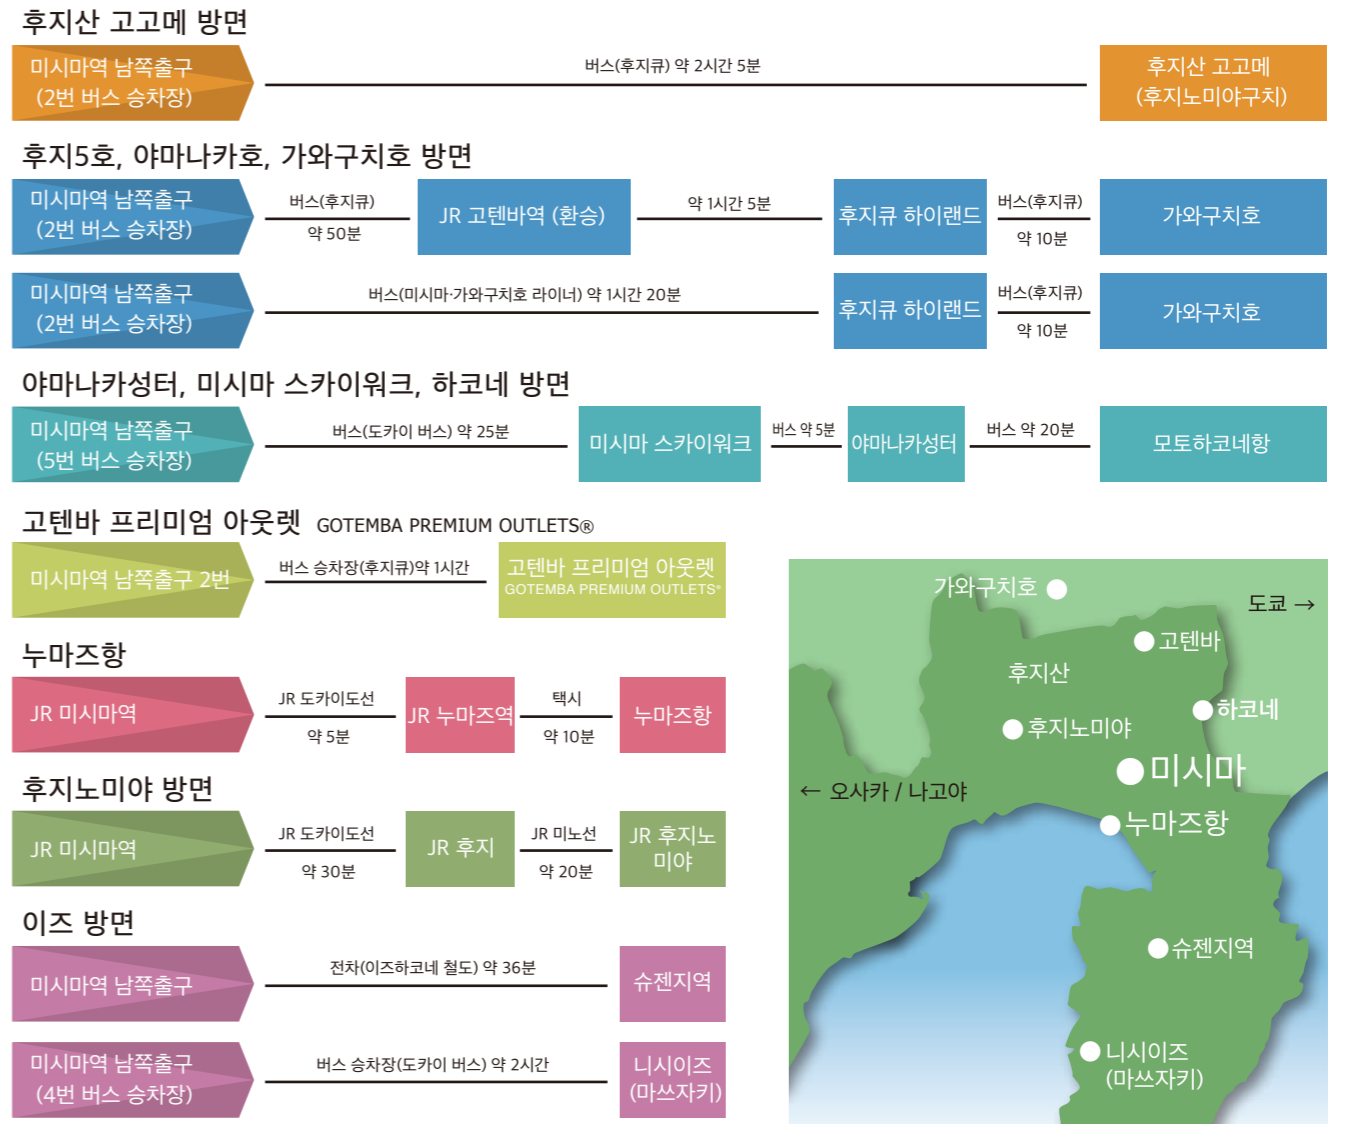 후지산 고고메 방면
미시마역 남쪽출구
(2번 버스 승차장)
버스(후지큐) 약 2시간 5분
후지산 고고메
(후지노미야구치)
후지5호, 야마나카호, 가와구치호 방면
미시마역 남쪽출구
(2번 버스 승차장)
버스(후지큐)
약 50분
JR 고텐바역 (환승)
약 1시간 5분
후지큐 하이랜드
버스(후지큐)
약 10분
가와구치호
미시마역 남쪽출구
(2번 버스 승차장)
버스(미시마·가와구치호 라이너) 약 1시간 20분
후지큐 하이랜드
버스(후지큐)
약 10분
가와구치호
야마나카성터, 미시마 스카이워크, 하코네 방면
미시마역 남쪽출구
(5번 버스 승차장)
버스(도카이 버스) 약 25분
미시마 스카이워크
버스 약 5분
야마나카성터
버스 약 20분
모토하코네항
고텐바 프리미엄 아웃렛 GOTEMBA PREMIUM OUTLETS®
미시마역 남쪽출구 2번
버스 승차장(후지큐)약 1시간
고텐바 프리미엄 아웃렛
GOTEMBA PREMIUM OUTLETS®
누마즈항
JR 미시마역
JR 도카이도선
약 5분
JR 누마즈역
택시
약 10분
누마즈항
후지노미야 방면
JR 미시마역
JR 도카이도선
약 30분
JR 후지
JR 미노선
약 20분
JR 후지노
미야
이즈 방면
미시마역 남쪽출구
전차(이즈하코네 철도) 약 36분
슈젠지역
미시마역 남쪽출구
(4번 버스 승차장)
버스 승차장(도카이 버스) 약 2시간
니시이즈
(마쓰자키)
가와구치호
도쿄 →
고텐바
후지산
하코네
후지노미야
미시마
← 오사카 / 나고야
누마즈항
슈젠지역
니시이즈
(마쓰자키)